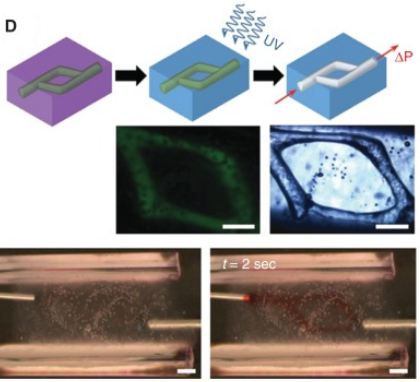 D
UV
ΔP
t = 2 sec